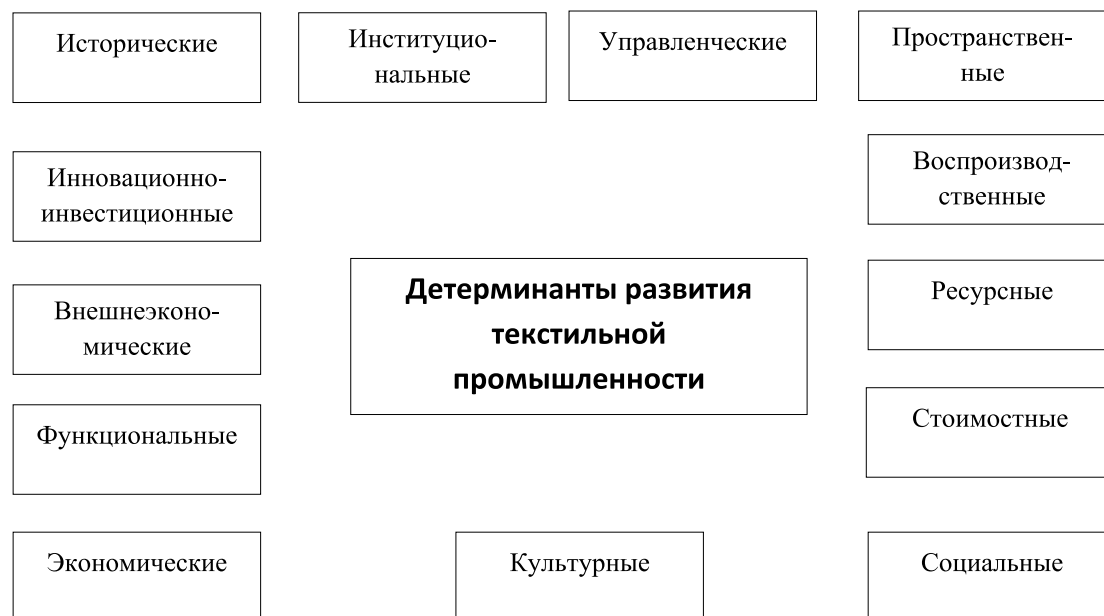 Исторические
Институцио-
нальные
Управленческие
Пространствен-
ные
Инновационно-
инвестиционные
Воспроизвод-
ственные
Детерминанты развития
текстильной
промышленности
Внешнеэконо-
мические
Ресурсные
Функциональные
Стоимостные
Экономические
Культурные
Социальные